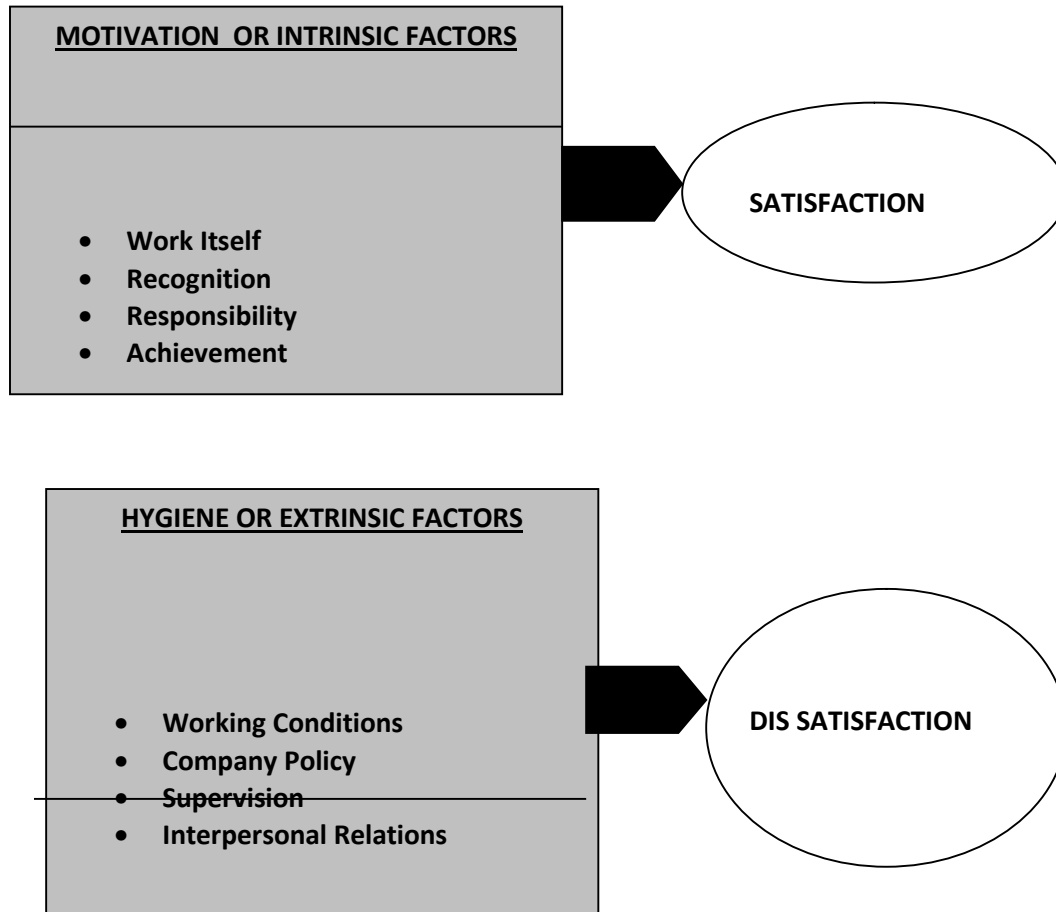 MOTIVATION OR INTRINSIC FACTORS
• Work Itself
• Recognition
• Responsibility
• Achievement
SATISFACTION
HYGIENE OR EXTRINSIC FACTORS
• Working Conditions
• Company Policy
• Supervision
• Interpersonal Relations
DIS SATISFACTION